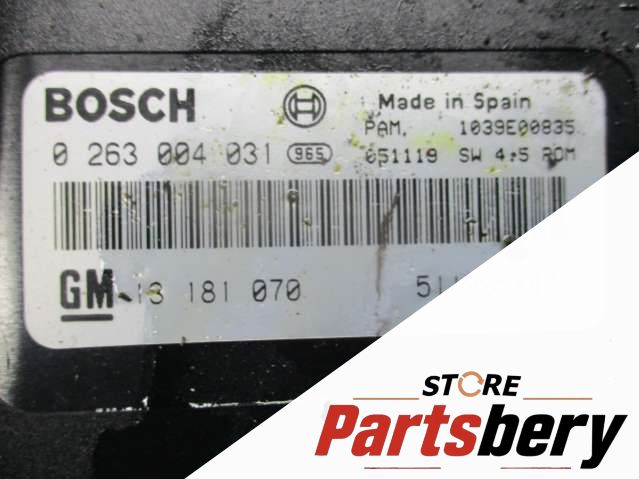 BOSCH
Made in Spain
PAM. 1039E00835
0 263 004 031 965 051119 SW 4.5 ROM
GM 13 181 070
STORE
Partsbery